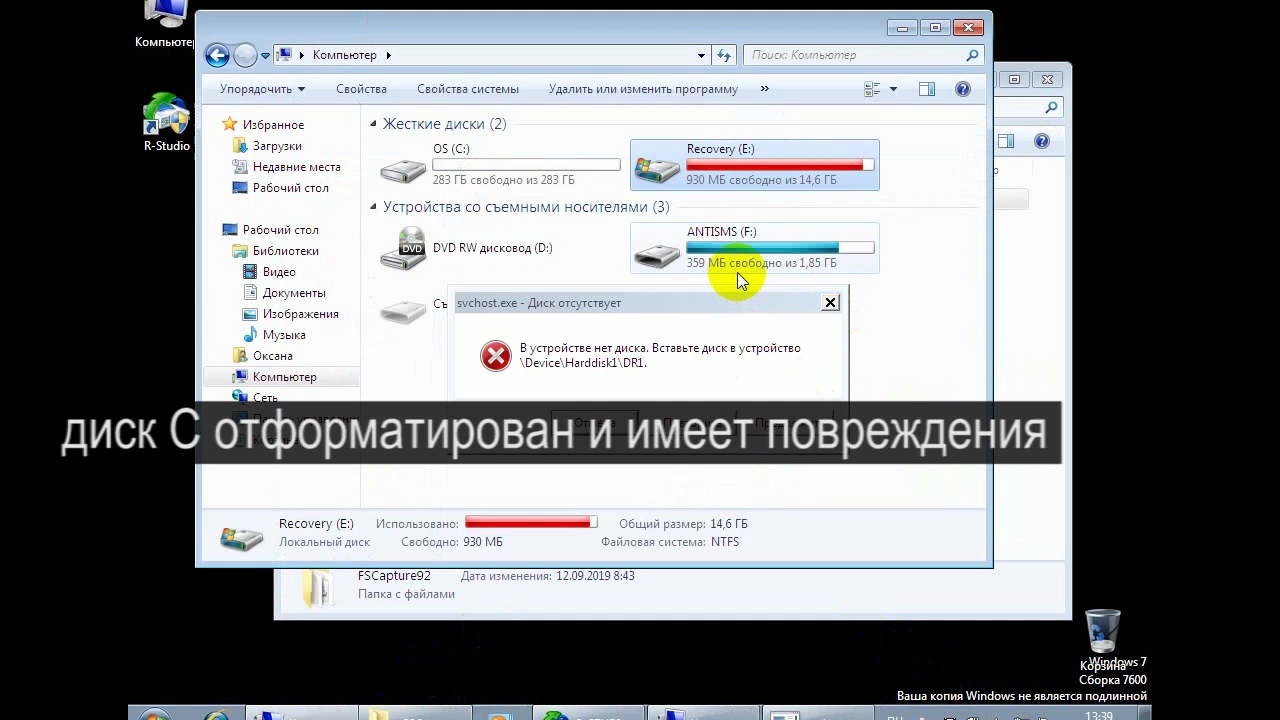 Компьютер
R-Studio
Компьютер
Поиск: Компьютер
Упорядочить
Свойства
Свойства системы
Удалить или изменить программу
»
Избранное
Загрузки
Недавние места
Рабочий стол
Рабочий стол
Библиотеки
Видео
Документы
Изображения
Музыка
Оксана
Компьютер
Сеть
Жесткие диски (2)
OS (C:)
283 ГБ свободно из 283 ГБ
Recovery (E:)
930 МБ свободно из 14,6 ГБ
Устройства со съемными носителями (3)
DVD
DVD RW дисковод (D:)
ANTISMS (F:)
359 МБ свободно из 1,85 ГБ
svchost.exe - Диск отсутствует
В устройстве нет диска. Вставьте диск в устройство
\Device\Harddisk1\DR1.
диск С отформатирован и имеет повреждения
Recovery (E:)
Использовано:
Общий размер: 14,6 ГБ
Локальный диск
Свободно: 930 МБ
Файловая система: NTFS
FSCapture92
Дата изменения: 12.09.2019 8:43
Папка с файлами
Корзина
Windows 7
Сборка 7600
Ваша копия Windows не является подлинной
13:39